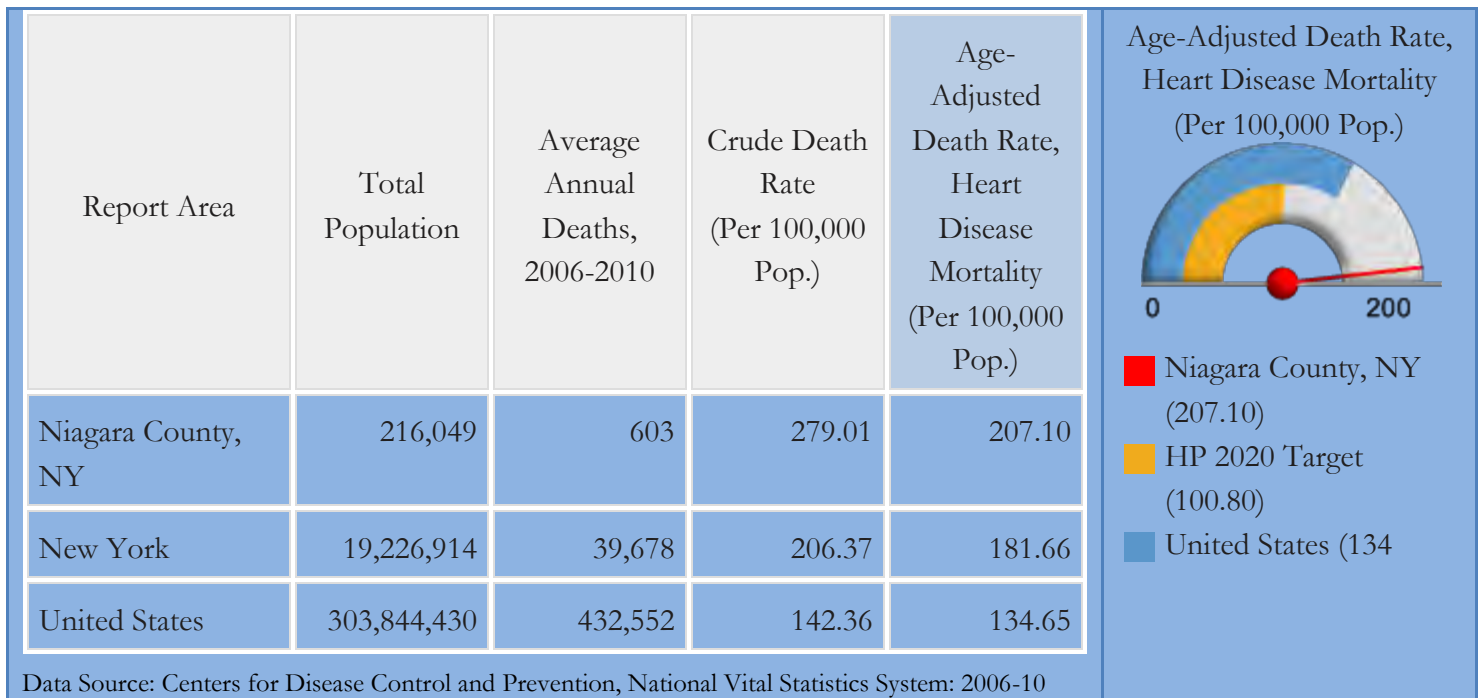 Report Area
Total
Population
Average
Annual
Deaths,
2006-2010
Crude Death
Rate
(Per 100,000
Pop.)
Age-
Adjusted
Death Rate,
Heart
Disease
Mortality
(Per 100,000
Pop.)
Niagara County,
NY
216,049
603
279.01
207.10
New York
19,226,914
39,678
206.37
181.66
United States
303,844,430
432,552
142.36
134.65
Data Source: Centers for Disease Control and Prevention, National Vital Statistics System: 2006-10
Age-Adjusted Death Rate,
Heart Disease Mortality
(Per 100,000 Pop.)
0
200
Niagara County, NY
(207.10)
HP 2020 Target
(100.80)
United States (134